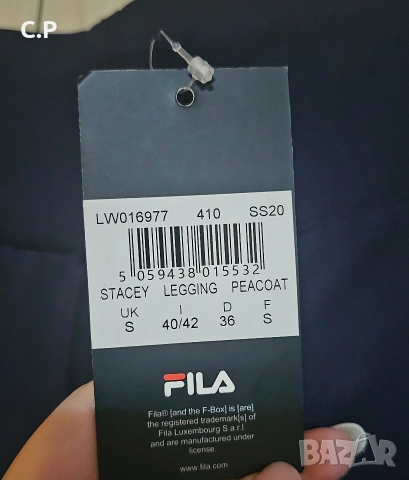 C.P
LW016977 410 SS20
5 059438 015532
STACEY LEGGING PEACOAT
UK I D F
S 40/42 36 S
FILA
Fila® [and the F-Box] is [are]
the registered trademark[s] of
Fila Luxembourg S.a r.l.
and are manufactured under
license.
www.fila.com
BAZAR